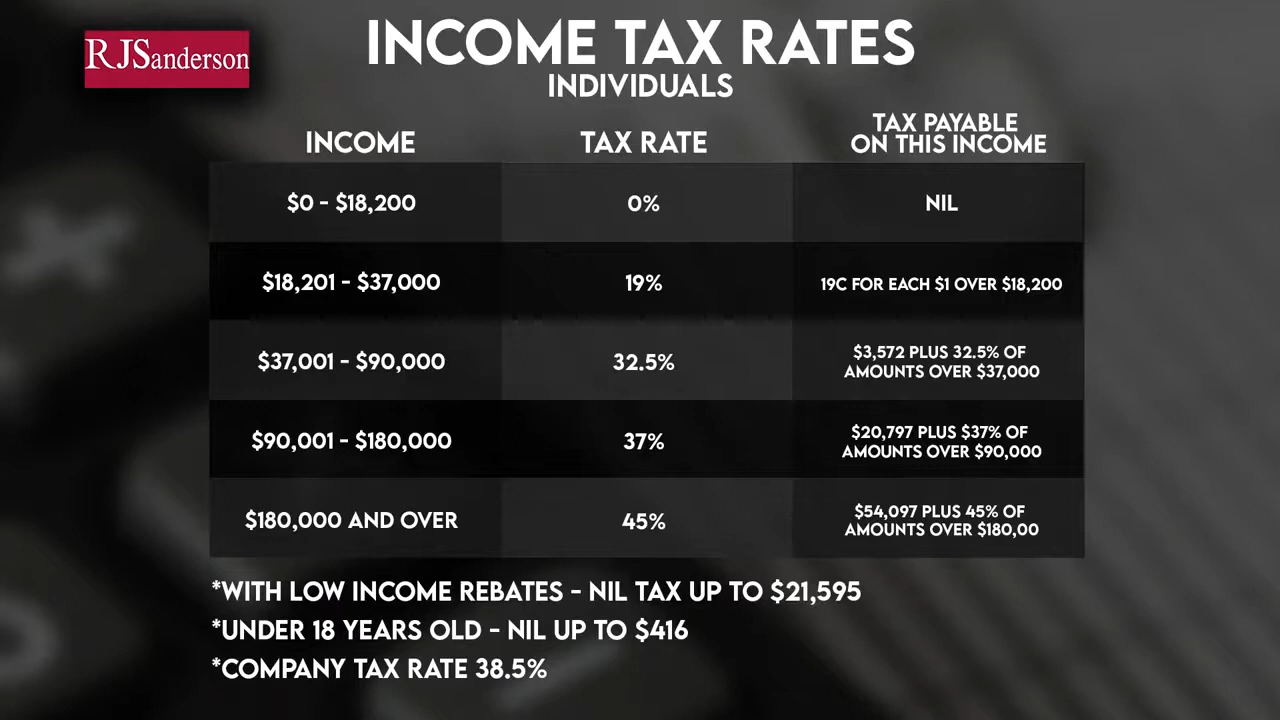 RJSanderson
INCOME TAX RATES
INDIVIDUALS
INCOME
TAX RATE
TAX PAYABLE
ON THIS INCOME
$0 - $18,200
0%
NIL
$18,201 - $37,000
19%
19C FOR EACH $1 OVER $18,200
$37,001 - $90,000
32.5%
$3,572 PLUS 32.5% OF
AMOUNTS OVER $37,000
$90,001 - $180,000
37%
$20,797 PLUS $37% OF
AMOUNTS OVER $90,000
$180,000 AND OVER
45%
$54,097 PLUS 45% OF
AMOUNTS OVER $180,00
*WITH LOW INCOME REBATES - NIL TAX UP TO $21,595
*UNDER 18 YEARS OLD - NIL UP TO $416
*COMPANY TAX RATE 38.5%